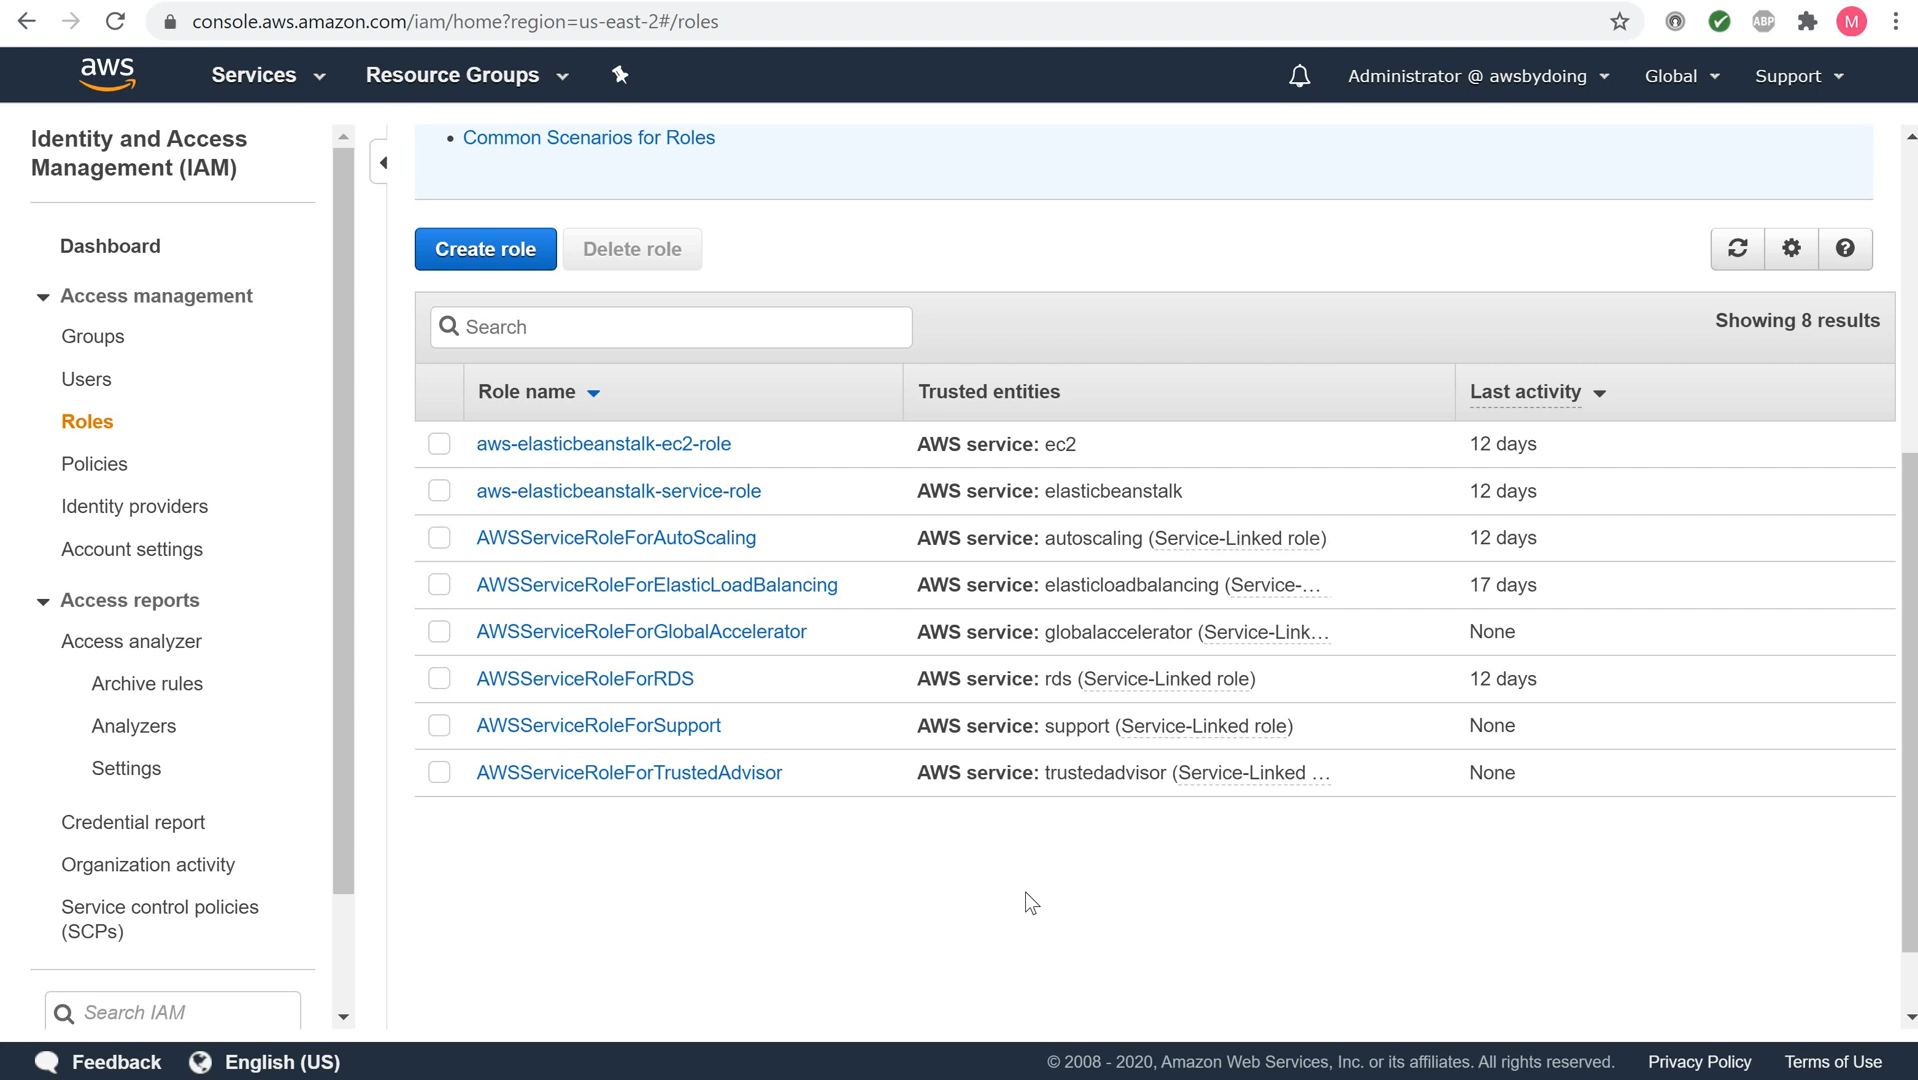 console.aws.amazon.com/iam/home?region=us-east-2#/roles
ABP
M
aws
Services
Resource Groups
Administrator @ awsbydoing
Global
Support
Identity and Access
Management (IAM)
Dashboard
Access management
Groups
Users
Roles
Policies
Identity providers
Account settings
Access reports
Access analyzer
Archive rules
Analyzers
Settings
Credential report
Organization activity
Service control policies
(SCPs)
Search IAM
• Common Scenarios for Roles
Create role
Delete role
Search
Showing 8 results
Role name Trusted entities Last activity
aws-elasticbeanstalk-ec2-role AWS service: ec2 12 days
aws-elasticbeanstalk-service-role AWS service: elasticbeanstalk 12 days
AWSServiceRoleForAutoScaling AWS service: autoscaling (Service-Linked role) 12 days
AWSServiceRoleForElasticLoadBalancing AWS service: elasticloadbalancing (Service-... 17 days
AWSServiceRoleForGlobalAccelerator AWS service: globalaccelerator (Service-Link... None
AWSServiceRoleForRDS AWS service: rds (Service-Linked role) 12 days
AWSServiceRoleForSupport AWS service: support (Service-Linked role) None
AWSServiceRoleForTrustedAdvisor AWS service: trustedadvisor (Service-Linked ... None
Feedback
English (US)
© 2008 - 2020, Amazon Web Services, Inc. or its affiliates. All rights reserved.
Privacy Policy
Terms of Use